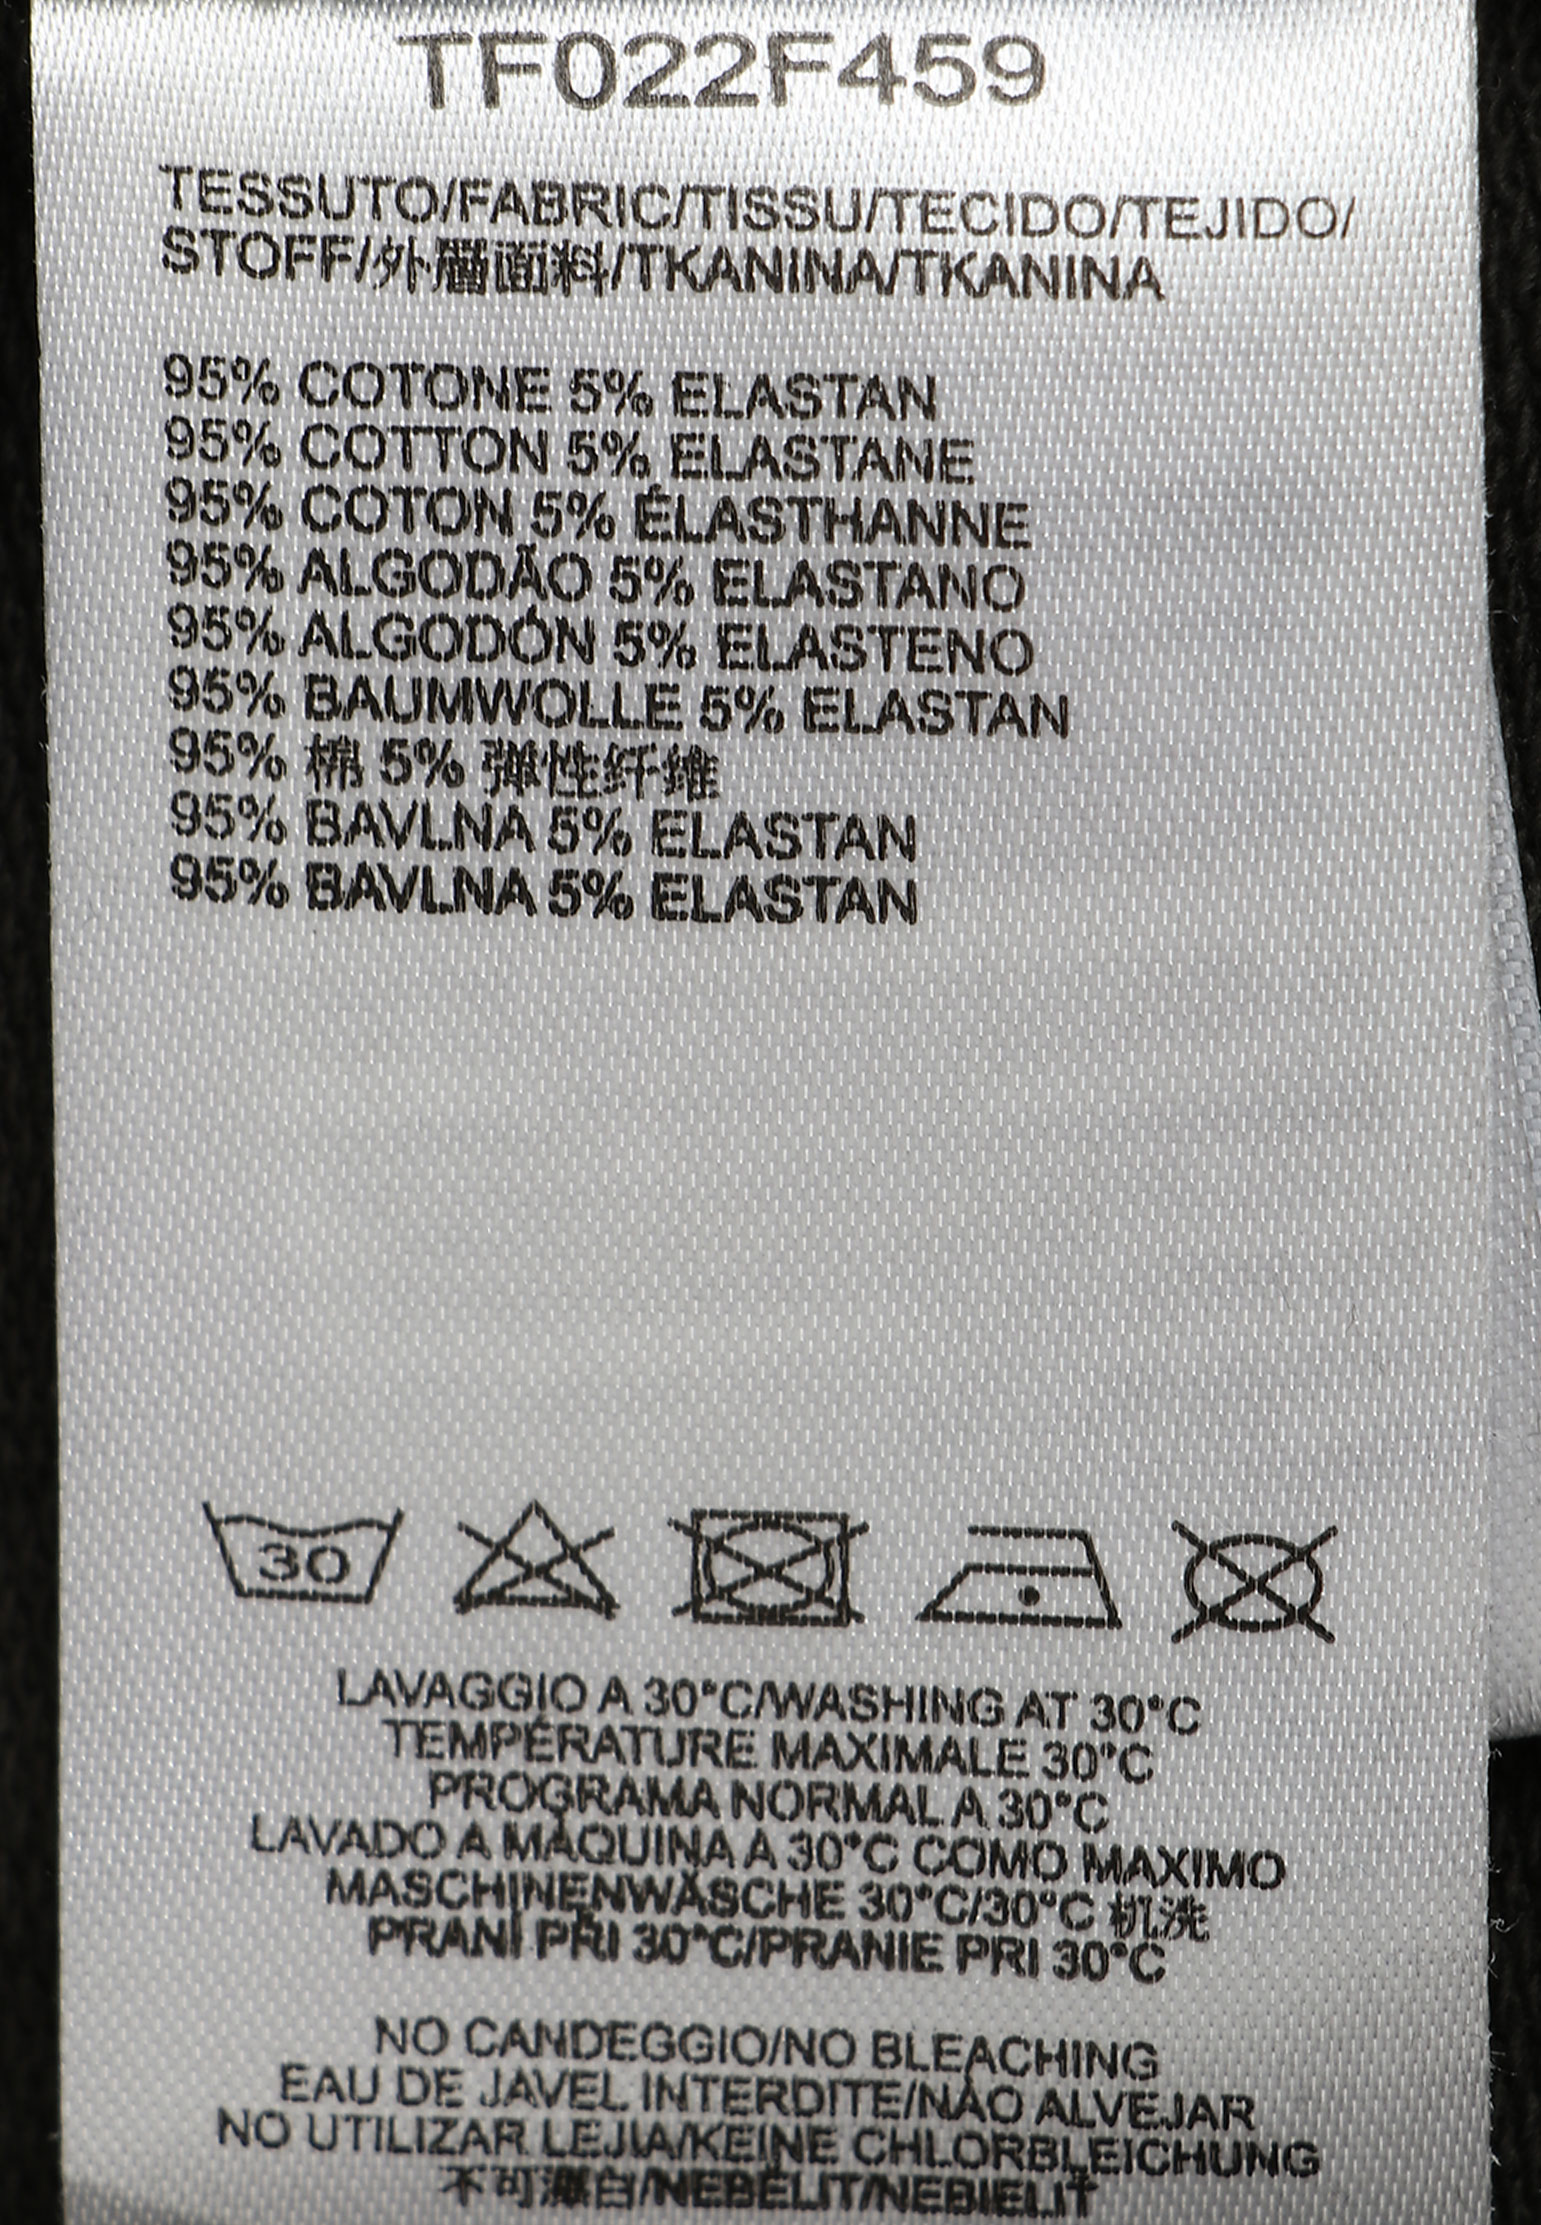 TF022F459
TESSUTO/FABRIC/TISSU/TECIDO/TEJIDO/
STOFF/外層面料/TKANINA/TKANINA
95% COTONE 5% ELASTAN
95% COTTON 5% ELASTANE
95% COTON 5% ÉLASTHANNE
95% ALGODÃO 5% ELASTANO
95% ALGODÓN 5% ELASTENO
95% BAUMWOLLE 5% ELASTAN
95% 棉 5% 弹性纤维
95% BAVLNA 5% ELASTAN
95% BAVLNA 5% ELASTAN
30
LAVAGGIO A 30°C/WASHING AT 30°C
TEMPÉRATURE MAXIMALE 30°C
PROGRAMA NORMAL A 30°C
LAVADO A MÁQUINA A 30°C COMO MAXIMO
MASCHINENWÄSCHE 30°C/30°C 机洗
PRANÍ PŘI 30°C/PRANIE PRI 30°C
NO CANDEGGIO/NO BLEACHING
EAU DE JAVEL INTERDITE/NÃO ALVEJAR
NO UTILIZAR LEJIA/KEINE CHLORBLEICHUNG
不可漂白/NEBĚLIT/NEBIELIŤ